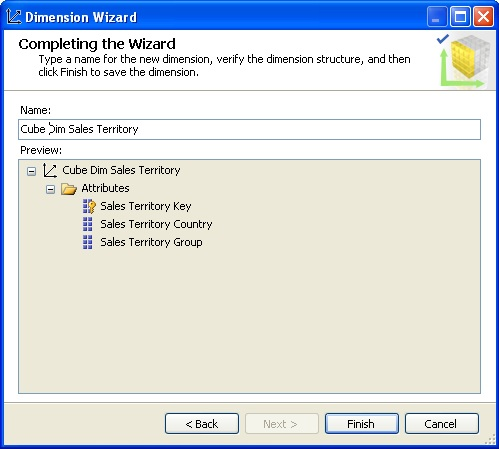 Dimension Wizard
Completing the Wizard
Type a name for the new dimension, verify the dimension structure, and then
click Finish to save the dimension.
Name:
Cube Dim Sales Territory
Preview:
Cube Dim Sales Territory
Attributes
Sales Territory Key
Sales Territory Country
Sales Territory Group
< Back Next > Finish Cancel